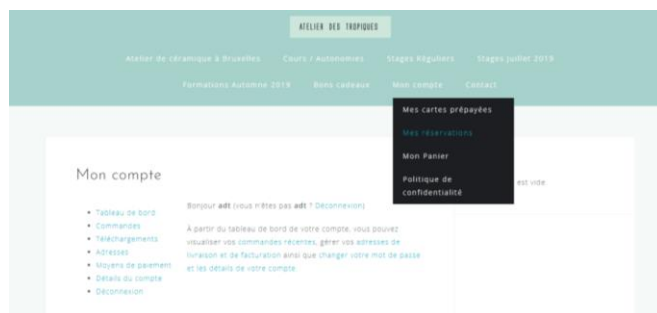 ATELIER DES TROPIQUES
Atelier de céramique à Bruxelles Cours / Autonomies Stages Réguliers Stages Juillet 2019
Formations Automne 2019 Bons cadeaux Mon compte Contact
Mes cartes prépayées
Mes réservations
Mon Panier
Politique de
confidentialité
est vide.
Mon compte
Tableau de bord
Commandes
Téléchargements
Adresses
Moyens de paiement
Détails du compte
Déconnexion
Bonjour adt (vous n'êtes pas adt ? Déconnexion)
À partir du tableau de bord de votre compte, vous pouvez
visualiser vos commandes récentes, gérer vos adresses de
livraison et de facturation ainsi que changer votre mot de passe
et les détails de votre compte.